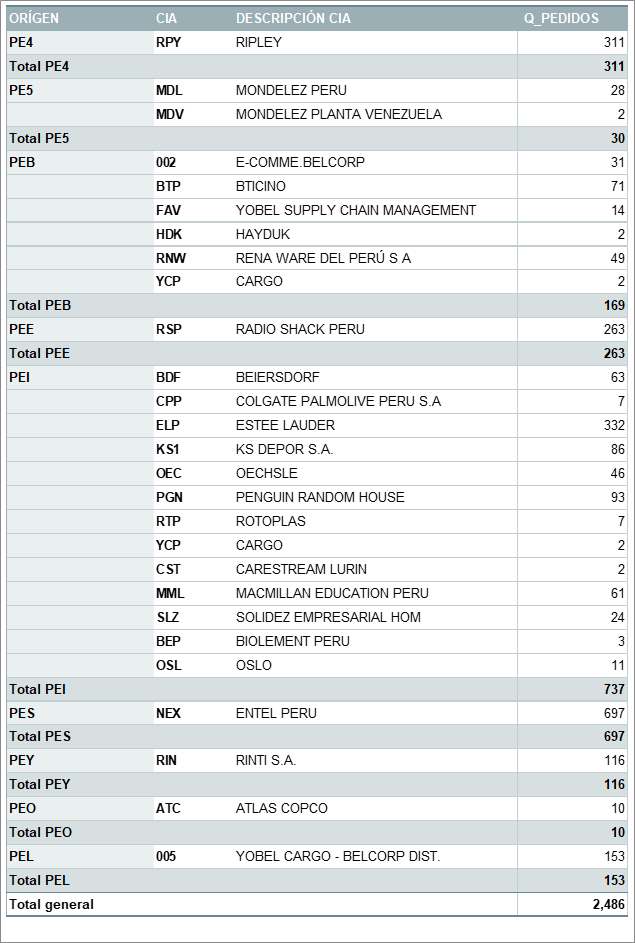 ORÍGEN CIA DESCRIPCIÓN CIA Q_PEDIDOS
PE4 RPY RIPLEY 311
Total PE4 311
PE5 MDL MONDELEZ PERU 28
MDV MONDELEZ PLANTA VENEZUELA 2
Total PE5 30
PEB 002 E-COMME.BELCORP 31
BTP BTICINO 71
FAV YOBEL SUPPLY CHAIN MANAGEMENT 14
HDK HAYDUK 2
RNW RENA WARE DEL PERÚ S A 49
YCP CARGO 2
Total PEB 169
PEE RSP RADIO SHACK PERU 263
Total PEE 263
PEI BDF BEIERSDORF 63
CPP COLGATE PALMOLIVE PERU S.A 7
ELP ESTEE LAUDER 332
KS1 KS DEPOR S.A. 86
OEC OECHSLE 46
PGN PENGUIN RANDOM HOUSE 93
RTP ROTOPLAS 7
YCP CARGO 2
CST CARESTREAM LURIN 2
MML MACMILLAN EDUCATION PERU 61
SLZ SOLIDEZ EMPRESARIAL HOM 24
BEP BIOLEMENT PERU 3
OSL OSLO 11
Total PEI 737
PES NEX ENTEL PERU 697
Total PES 697
PEY RIN RINTI S.A. 116
Total PEY 116
PEO ATC ATLAS COPCO 10
Total PEO 10
PEL 005 YOBEL CARGO - BELCORP DIST. 153
Total PEL 153
Total general 2,486